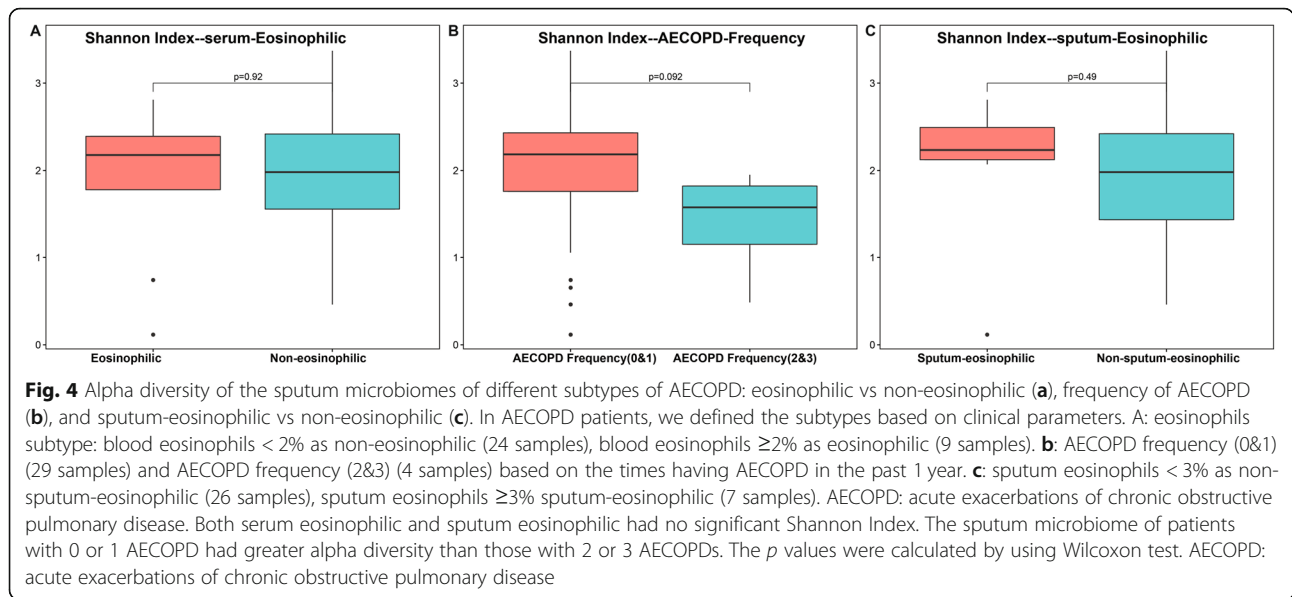 A
Shannon Index--serum-Eosinophilic
p=0.92
3
2
1
0
Eosinophilic Non-eosinophilic
B
Shannon Index--AECOPD-Frequency
p=0.092
3
2
1
0
AECOPD Frequency(0&1) AECOPD Frequency(2&3)
C
Shannon Index--sputum-Eosinophilic
p=0.49
3
2
1
0
Sputum-eosinophilic Non-sputum-eosinophilic
Fig. 4 Alpha diversity of the sputum microbiomes of different subtypes of AECOPD: eosinophilic vs non-eosinophilic (a), frequency of AECOPD
(b), and sputum-eosinophilic vs non-eosinophilic (c). In AECOPD patients, we defined the subtypes based on clinical parameters. A: eosinophils
subtype: blood eosinophils < 2% as non-eosinophilic (24 samples), blood eosinophils ≥2% as eosinophilic (9 samples). b: AECOPD frequency (0&1)
(29 samples) and AECOPD frequency (2&3) (4 samples) based on the times having AECOPD in the past 1 year. c: sputum eosinophils < 3% as non-
sputum-eosinophilic (26 samples), sputum eosinophils ≥3% sputum-eosinophilic (7 samples). AECOPD: acute exacerbations of chronic obstructive
pulmonary disease. Both serum eosinophilic and sputum eosinophilic had no significant Shannon Index. The sputum microbiome of patients
with 0 or 1 AECOPD had greater alpha diversity than those with 2 or 3 AECOPDs. The p values were calculated by using Wilcoxon test. AECOPD:
acute exacerbations of chronic obstructive pulmonary disease